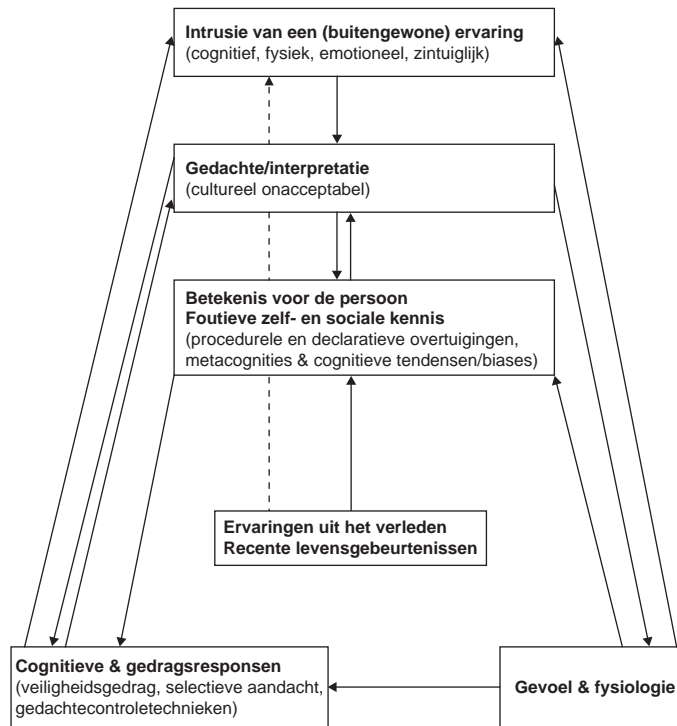 Intrusie van een (buitengewone) ervaring
(cognitief, fysiek, emotioneel, zintuiglijk)
Gedachte/interpretatie
(cultureel onacceptabel)
Betekenis voor de persoon
Foutieve zelf- en sociale kennis
(procedurele en declaratieve overtuigingen,
metacognities & cognitieve tendensen/biases)
Ervaringen uit het verleden
Recente levensgebeurtenissen
Cognitieve & gedragsresponsen
(veiligheidsgedrag, selectieve aandacht,
gedachtecontroletechnieken)
Gevoel & fysiologie